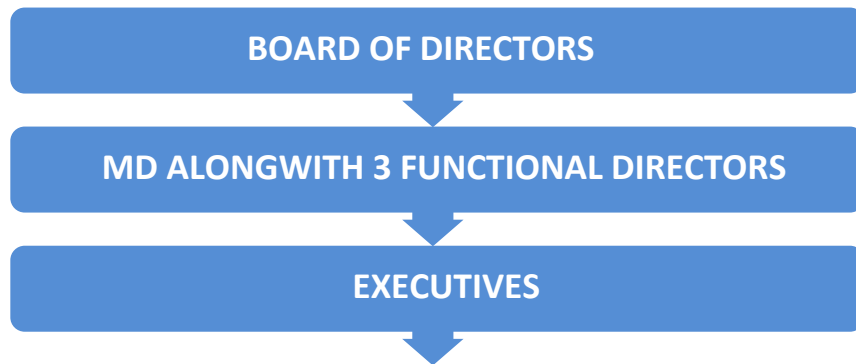 BOARD OF DIRECTORS
MD ALONGWITH 3 FUNCTIONAL DIRECTORS
EXECUTIVES